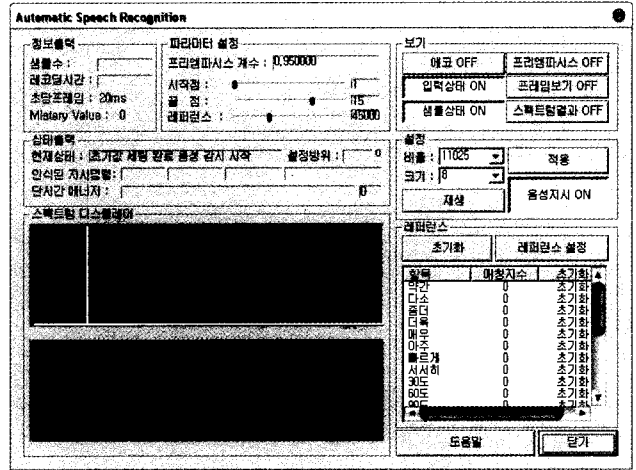 Automatic Speech Recognition
정보출력
샘플수 :
레코딩시간 :
초당프레임 : 20ms
Mistary Value : 0
파라미터 설정
프리엠파시스 계수 : 0,950000
시작점 : 1
끝 점 : 15
레퍼런스 : 45000
보기
에코 OFF
프리엠파시스 OFF
입력상태 ON
프레임보기 OFF
샘플상태 ON
스펙트럼결과 OFF
상태출력
현재상태 : 초기값 세팅 완료 음성 감시 시작
설정방위 : 0
인식된 지시명령:
단시간 에너지 : 0
설정
비율 : 11025
크기 : 8
적용
재생
음성지시 ON
스펙트럼 디스플레이
레퍼런스
초기화
레퍼런스 설정
항목 매칭지수 초기화
약간 0 초기화
다소 0 초기화
좀더 0 초기화
더욱 0 초기화
매우 0 초기화
아주 0 초기화
빠르게 0 초기화
서서히 0 초기화
30도 0 초기화
60도 0 초기화
90도 0 초기화
도움말
닫기